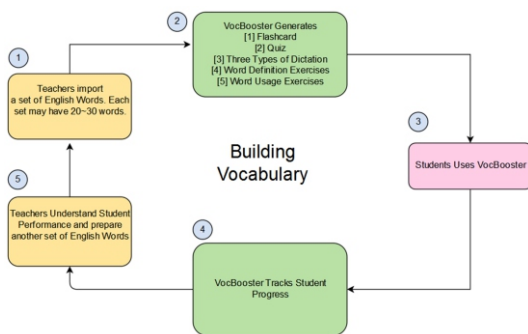 2
VocBooster Generates
[1] Flashcard
[2] Quiz
[3] Three Types of Dictation
[4] Word Definition Exercises
[5] Word Usage Exercises
1
Teachers import
a set of English Words. Each
set may have 20~30 words.
3
Students Uses VocBooster
Building
Vocabulary
5
Teachers Understand Student
Performance and prepare
another set of English Words
4
VocBooster Tracks Student
Progress